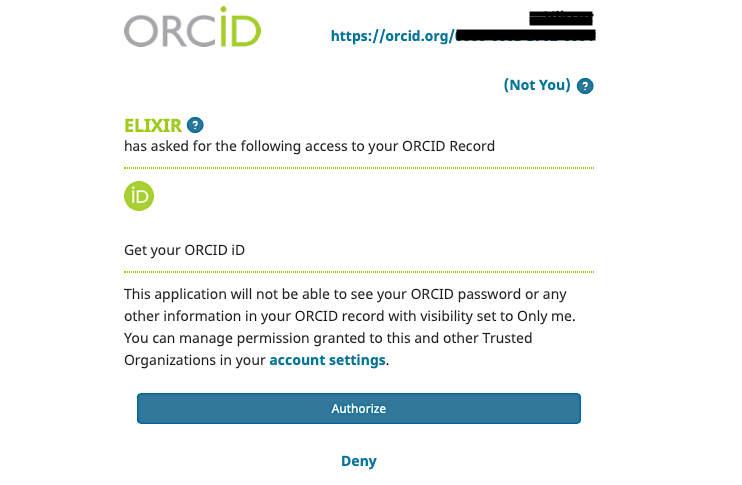 ORCID
https://orcid.org/
(Not You) ?
ELIXIR ?
has asked for the following access to your ORCID Record
iD
Get your ORCID iD
This application will not be able to see your ORCID password or any
other information in your ORCID record with visibility set to Only me.
You can manage permission granted to this and other Trusted
Organizations in your account settings.
Authorize
Deny